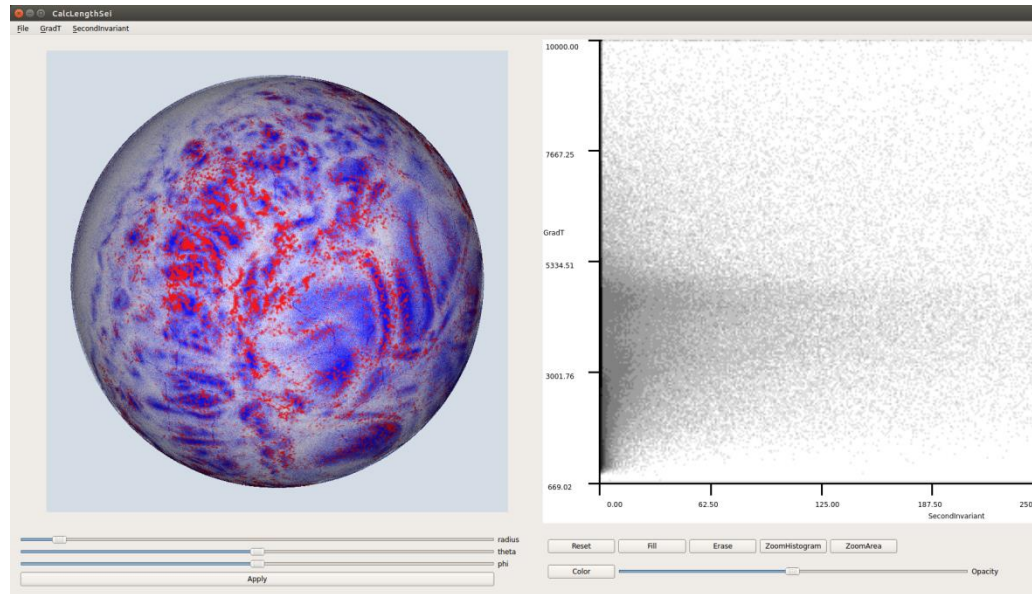 CalcLengthSei
File GradT SecondInvariant
10000.00
7667.25
GradT
5334.51
3001.76
669.02
0.00 62.50 125.00 187.50 250
SecondInvariant
radius
theta
phi
Apply
Reset Fill Erase ZoomHistogram ZoomArea
Color Opacity